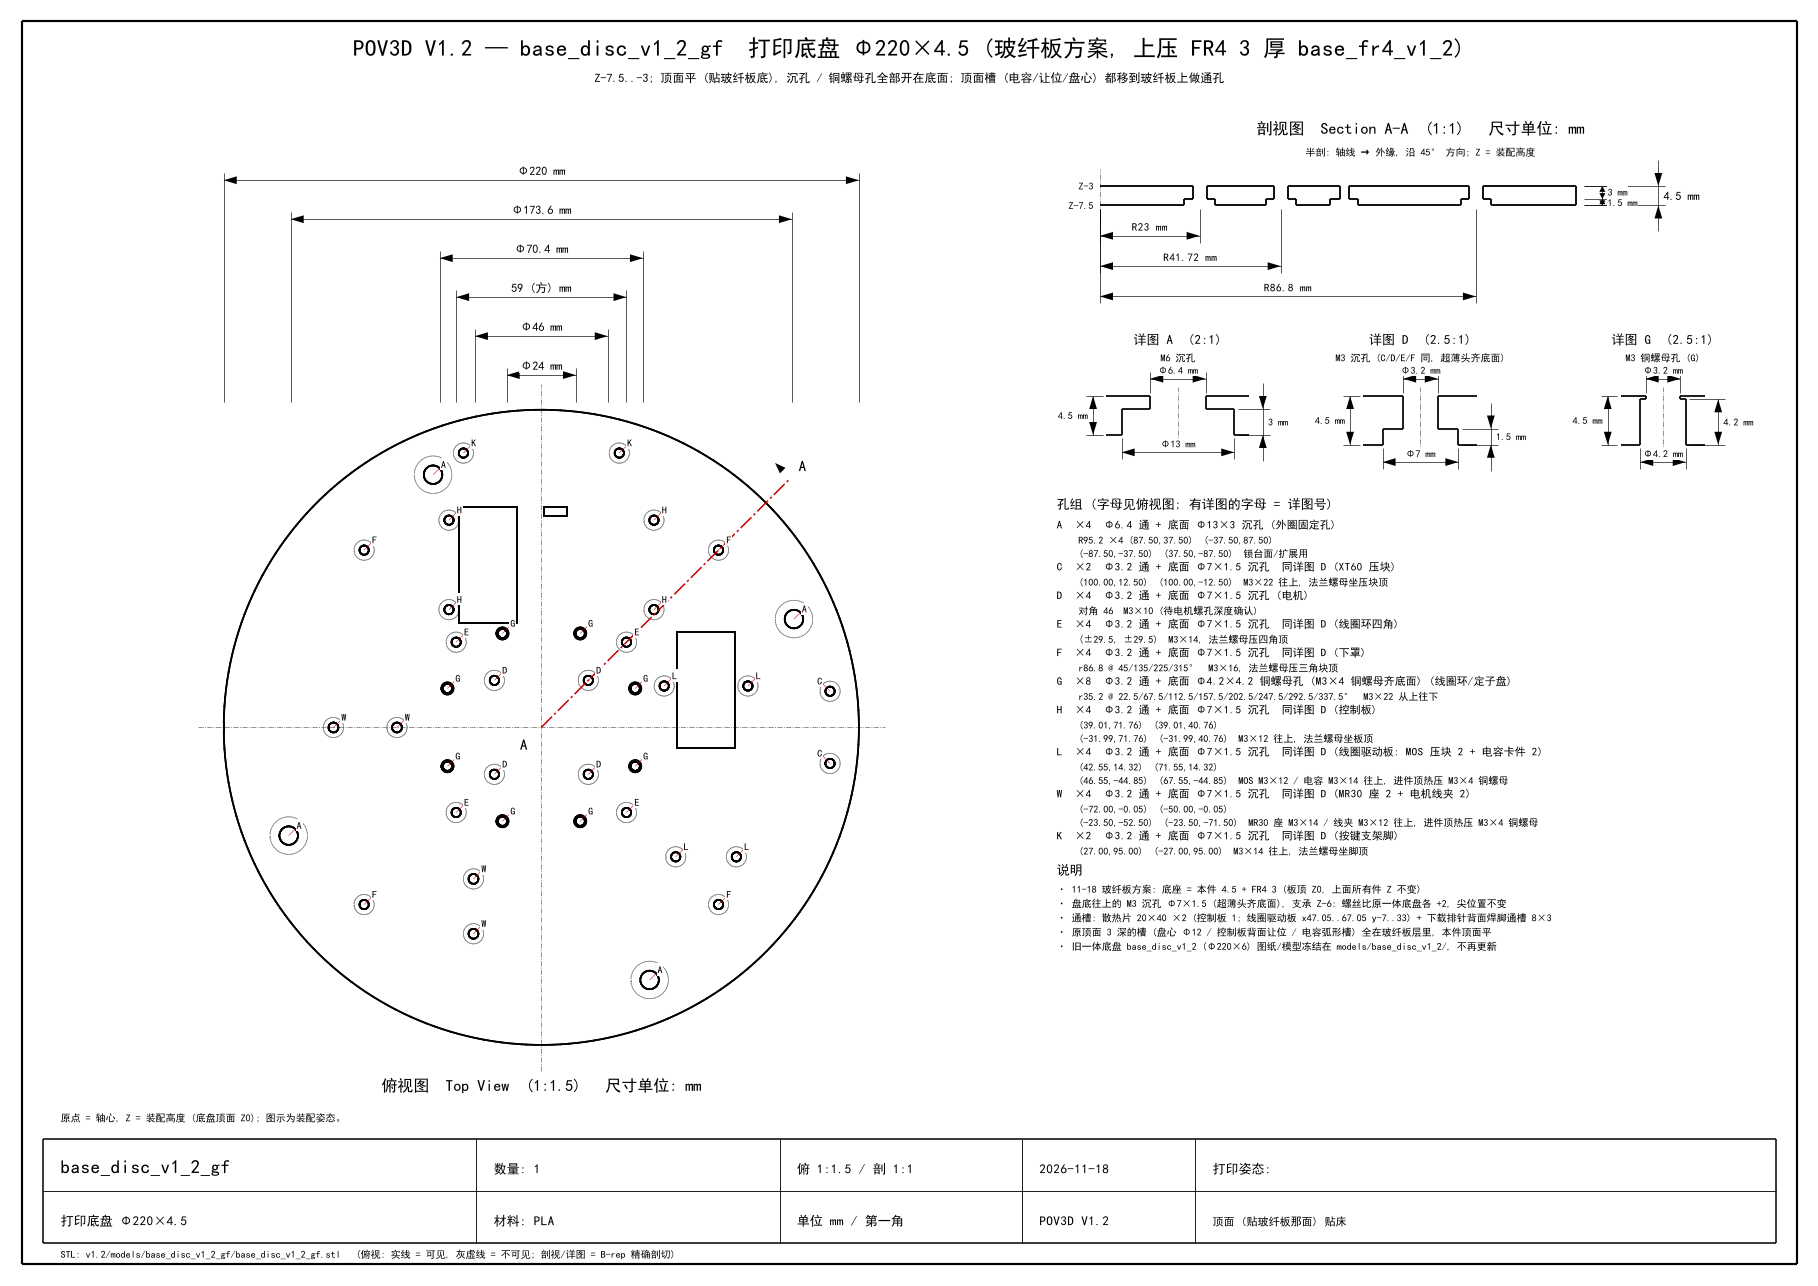 POV3D V1.2 — base_disc_v1_2_gf 打印底盘 Φ220×4.5 (玻纤板方案, 上压 FR4 3 厚 base_fr4_v1_2)
Z-7.5..-3; 顶面平 (贴玻纤板底), 沉孔 / 铜螺母孔全部开在底面; 顶面槽 (电容/让位/盘心) 都移到玻纤板上做通孔
Φ220 mm
Φ173.6 mm
Φ70.4 mm
59 (方) mm
Φ46 mm
Φ24 mm
K
K
A
A
H
H
F
F
H
H
A
E
G
G
E
D
D
G
G
L
L
C
W
W
A
C
G
D
D
G
E
G
G
E
A
L
L
W
F
F
W
A
俯视图 Top View (1:1.5) 尺寸单位: mm
剖视图 Section A-A (1:1) 尺寸单位: mm
半剖: 轴线 → 外缘, 沿 45° 方向; Z = 装配高度
Z-3
Z-7.5
3 mm
1.5 mm
4.5 mm
R23 mm
R41.72 mm
R86.8 mm
详图 A (2:1)
M6 沉孔
Φ6.4 mm
4.5 mm
3 mm
Φ13 mm
详图 D (2.5:1)
M3 沉孔 (C/D/E/F 同, 超薄头齐底面)
Φ3.2 mm
4.5 mm
1.5 mm
Φ7 mm
详图 G (2.5:1)
M3 铜螺母孔 (G)
Φ3.2 mm
4.5 mm
4.2 mm
Φ4.2 mm
孔组 (字母见俯视图; 有详图的字母 = 详图号)
A ×4 Φ6.4 通 + 底面 Φ13×3 沉孔 (外圈固定孔)
R95.2 ×4 (87.50,37.50) (-37.50,87.50)
(-87.50,-37.50) (37.50,-87.50) 锁台面/扩展用
C ×2 Φ3.2 通 + 底面 Φ7×1.5 沉孔 同详图 D (XT60 压块)
(100.00,12.50) (100.00,-12.50) M3×22 往上, 法兰螺母坐压块顶
D ×4 Φ3.2 通 + 底面 Φ7×1.5 沉孔 (电机)
对角 46 M3×10 (待电机螺孔深度确认)
E ×4 Φ3.2 通 + 底面 Φ7×1.5 沉孔 同详图 D (线圈环四角)
(±29.5, ±29.5) M3×14, 法兰螺母压四角顶
F ×4 Φ3.2 通 + 底面 Φ7×1.5 沉孔 同详图 D (下罩)
r86.8 @ 45/135/225/315° M3×16, 法兰螺母压三角块顶
G ×8 Φ3.2 通 + 底面 Φ4.2×4.2 铜螺母孔 (M3×4 铜螺母齐底面) (线圈环/定子盘)
r35.2 @ 22.5/67.5/112.5/157.5/202.5/247.5/292.5/337.5° M3×22 从上往下
H ×4 Φ3.2 通 + 底面 Φ7×1.5 沉孔 同详图 D (控制板)
(39.01,71.76) (39.01,40.76)
(-31.99,71.76) (-31.99,40.76) M3×12 往上, 法兰螺母坐板顶
L ×4 Φ3.2 通 + 底面 Φ7×1.5 沉孔 同详图 D (线圈驱动板: MOS 压块 2 + 电容卡件 2)
(42.55,14.32) (71.55,14.32)
(46.55,-44.85) (67.55,-44.85) MOS M3×12 / 电容 M3×14 往上, 进件顶热压 M3×4 铜螺母
W ×4 Φ3.2 通 + 底面 Φ7×1.5 沉孔 同详图 D (MR30 座 2 + 电机线夹 2)
(-72.00,-0.05) (-50.00,-0.05)
(-23.50,-52.50) (-23.50,-71.50) MR30 座 M3×14 / 线夹 M3×12 往上, 进件顶热压 M3×4 铜螺母
K ×2 Φ3.2 通 + 底面 Φ7×1.5 沉孔 同详图 D (按键支架脚)
(27.00,95.00) (-27.00,95.00) M3×14 往上, 法兰螺母坐脚顶
说明
· 11-18 玻纤板方案: 底座 = 本件 4.5 + FR4 3 (板顶 Z0, 上面所有件 Z 不变)
· 盘底往上的 M3 沉孔 Φ7×1.5 (超薄头齐底面), 支承 Z-6: 螺丝比原一体底盘各 +2, 尖位置不变
· 通槽: 散热片 20×40 ×2 (控制板 1; 线圈驱动板 x47.05..67.05 y-7..33) + 下载排针背面焊脚通槽 8×3
· 原顶面 3 深的槽 (盘心 Φ12 / 控制板背面让位 / 电容弧形槽) 全在玻纤板层里, 本件顶面平
· 旧一体底盘 base_disc_v1_2 (Φ220×6) 图纸/模型冻结在 models/base_disc_v1_2/, 不再更新
原点 = 轴心, Z = 装配高度 (底盘顶面 Z0); 图示为装配姿态。
base_disc_v1_2_gf 数量: 1 俯 1:1.5 / 剖 1:1 2026-11-18 打印姿态:
打印底盘 Φ220×4.5 材料: PLA 单位 mm / 第一角 POV3D V1.2 顶面 (贴玻纤板那面) 贴床
STL: v1.2/models/base_disc_v1_2_gf/base_disc_v1_2_gf.stl (俯视: 实线 = 可见, 灰虚线 = 不可见; 剖视/详图 = B-rep 精确剖切)